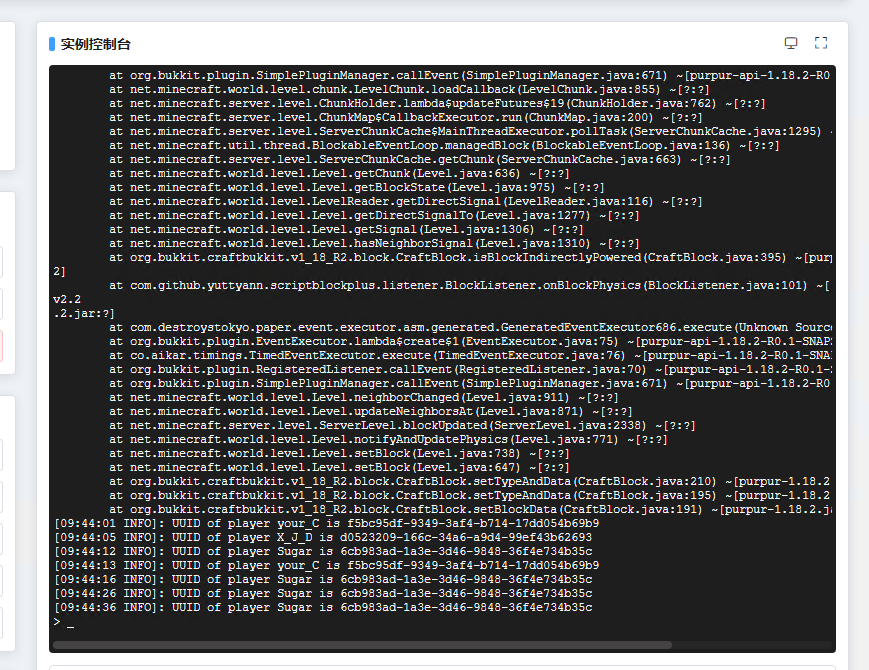 实例控制台
at org.bukkit.plugin.SimplePluginManager.callEvent(SimplePluginManager.java:671) ~[purpur-api-1.18.2-R0
at net.minecraft.world.level.chunk.LevelChunk.loadCallback(LevelChunk.java:855) ~[?:?]
at net.minecraft.server.level.ChunkHolder.lambda$updateFutures$19(ChunkHolder.java:762) ~[?:?]
at net.minecraft.server.level.ChunkMap$CallbackExecutor.run(ChunkMap.java:200) ~[?:?]
at net.minecraft.server.level.ServerChunkCache$MainThreadExecutor.pollTask(ServerChunkCache.java:1295) ~
at net.minecraft.util.thread.BlockableEventLoop.managedBlock(BlockableEventLoop.java:136) ~[?:?]
at net.minecraft.server.level.ServerChunkCache.getChunk(ServerChunkCache.java:663) ~[?:?]
at net.minecraft.world.level.Level.getChunk(Level.java:636) ~[?:?]
at net.minecraft.world.level.Level.getBlockState(Level.java:975) ~[?:?]
at net.minecraft.world.level.LevelReader.getDirectSignal(LevelReader.java:116) ~[?:?]
at net.minecraft.world.level.Level.getDirectSignalTo(Level.java:1277) ~[?:?]
at net.minecraft.world.level.Level.getSignal(Level.java:1306) ~[?:?]
at net.minecraft.world.level.Level.hasNeighborSignal(Level.java:1310) ~[?:?]
at org.bukkit.craftbukkit.v1_18_R2.block.CraftBlock.isBlockIndirectlyPowered(CraftBlock.java:395) ~[purp
2]
at com.github.yuttyann.scriptblockplus.listener.BlockListener.onBlockPhysics(BlockListener.java:101) ~[
v2.2
.2.jar:?]
at com.destroystokyo.paper.event.executor.asm.generated.GeneratedEventExecutor686.execute(Unknown Source
at org.bukkit.plugin.EventExecutor.lambda$create$1(EventExecutor.java:75) ~[purpur-api-1.18.2-R0.1-SNAPS
at co.aikar.timings.TimedEventExecutor.execute(TimedEventExecutor.java:76) ~[purpur-api-1.18.2-R0.1-SNA
at org.bukkit.plugin.RegisteredListener.callEvent(RegisteredListener.java:70) ~[purpur-api-1.18.2-R0.1-
at org.bukkit.plugin.SimplePluginManager.callEvent(SimplePluginManager.java:671) ~[purpur-api-1.18.2-R0
at net.minecraft.world.level.Level.neighborChanged(Level.java:911) ~[?:?]
at net.minecraft.world.level.Level.updateNeighborsAt(Level.java:871) ~[?:?]
at net.minecraft.server.level.ServerLevel.blockUpdated(ServerLevel.java:2338) ~[?:?]
at net.minecraft.world.level.Level.notifyAndUpdatePhysics(Level.java:771) ~[?:?]
at net.minecraft.world.level.Level.setBlock(Level.java:738) ~[?:?]
at net.minecraft.world.level.Level.setBlock(Level.java:647) ~[?:?]
at org.bukkit.craftbukkit.v1_18_R2.block.CraftBlock.setTypeAndData(CraftBlock.java:210) ~[purpur-1.18.2
at org.bukkit.craftbukkit.v1_18_R2.block.CraftBlock.setTypeAndData(CraftBlock.java:195) ~[purpur-1.18.2
at org.bukkit.craftbukkit.v1_18_R2.block.CraftBlock.setBlockData(CraftBlock.java:191) ~[purpur-1.18.2.ja
[09:44:01 INFO]: UUID of player your_C is f5bc95df-9349-3af4-b714-17dd054b69b9
[09:44:05 INFO]: UUID of player X_J_D is d0523209-166c-34a6-a9d4-99ef43b62693
[09:44:12 INFO]: UUID of player Sugar is 6cb983ad-1a3e-3d46-9848-36f4e734b35c
[09:44:13 INFO]: UUID of player your_C is f5bc95df-9349-3af4-b714-17dd054b69b9
[09:44:16 INFO]: UUID of player Sugar is 6cb983ad-1a3e-3d46-9848-36f4e734b35c
[09:44:26 INFO]: UUID of player Sugar is 6cb983ad-1a3e-3d46-9848-36f4e734b35c
[09:44:36 INFO]: UUID of player Sugar is 6cb983ad-1a3e-3d46-9848-36f4e734b35c
> _